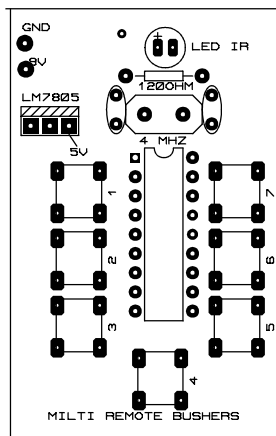 GND
LED IR
+
9V
120OHM
LM7805
4 MHZ
5V
1
7
2
6
3
5
4
MILTI REMOTE BUSHERS